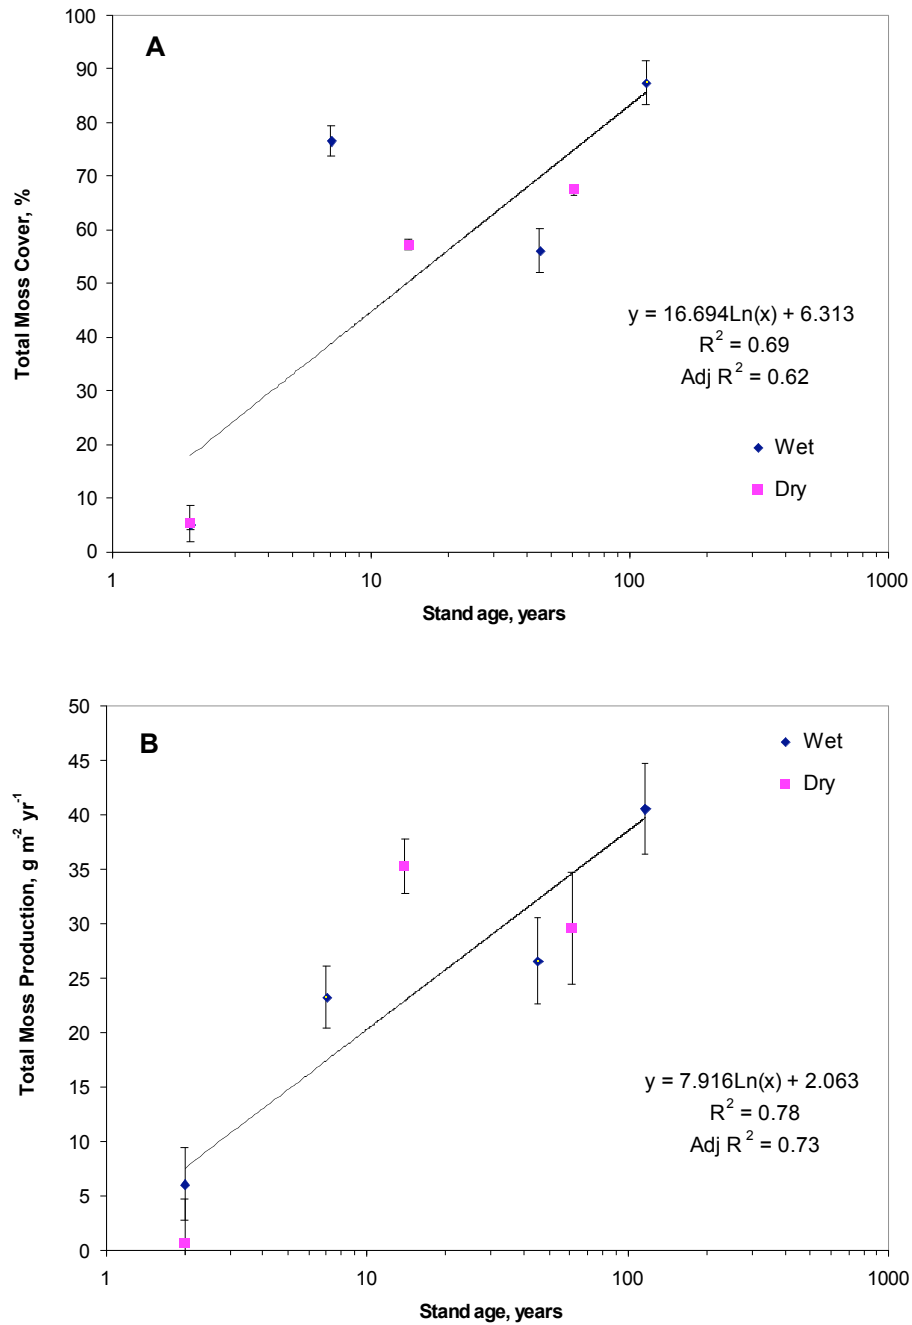 A
100
90
80
70
60
50
40
30
20
10
0
Total Moss Cover, %
y = 16.694Ln(x) + 6.313
R² = 0.69
Adj R² = 0.62
Wet
Dry
1 10 100 1000
Stand age, years
B
50
45
40
35
30
25
20
15
10
5
0
Total Moss Production, g m⁻² yr⁻¹
Wet
Dry
y = 7.916Ln(x) + 2.063
R² = 0.78
Adj R² = 0.73
1 10 100 1000
Stand age, years